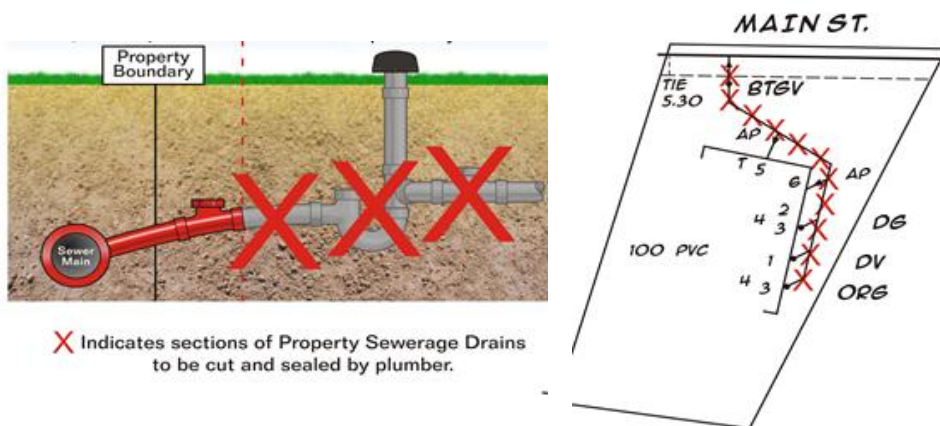 Property
Boundary
Sewer
Main
X Indicates sections of Property Sewerage Drains
to be cut and sealed by plumber.
MAIN ST.
TIE
5.30
BTGV
AP
T 5
AP
6
2
4 3
DG
100 PVC
1
DV
4 3
ORG